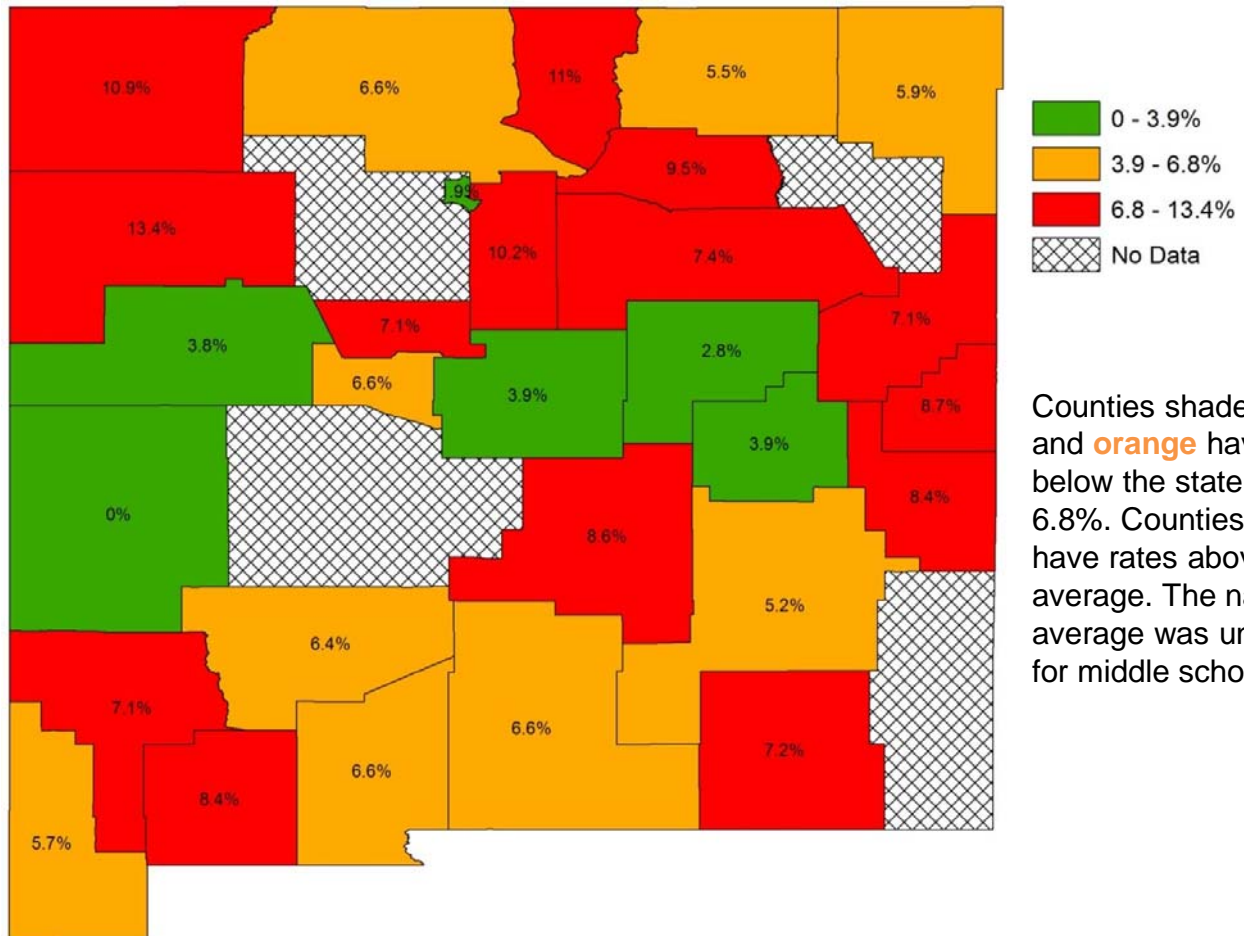 10.9%
6.6%
11%
5.5%
5.9%
9.5%
.9%
13.4%
10.2%
7.4%
7.1%
7.1%
3.8%
2.8%
6.6%
3.9%
8.7%
3.9%
8.4%
0%
8.6%
5.2%
6.4%
7.1%
6.6%
7.2%
6.6%
8.4%
5.7%
0 - 3.9%
3.9 - 6.8%
6.8 - 13.4%
No Data
Counties shade
and orange hav
below the state
6.8%. Counties
have rates abov
average. The na
average was un
for middle scho